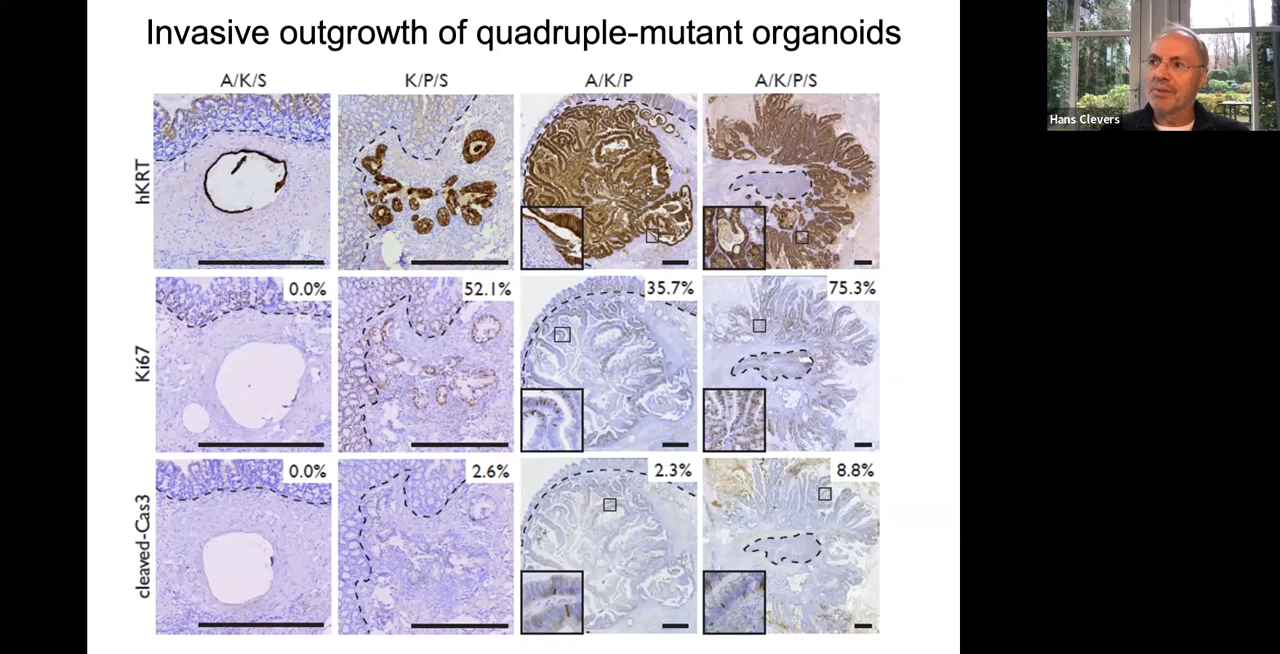 Invasive outgrowth of quadruple-mutant organoids
A/K/S K/P/S A/K/P A/K/P/S
Hans Clevers
hKRT
Ki67
0.0% 52.1% 35.7% 75.3%
cleaved-Cas3
0.0% 2.6% 2.3% 8.8%